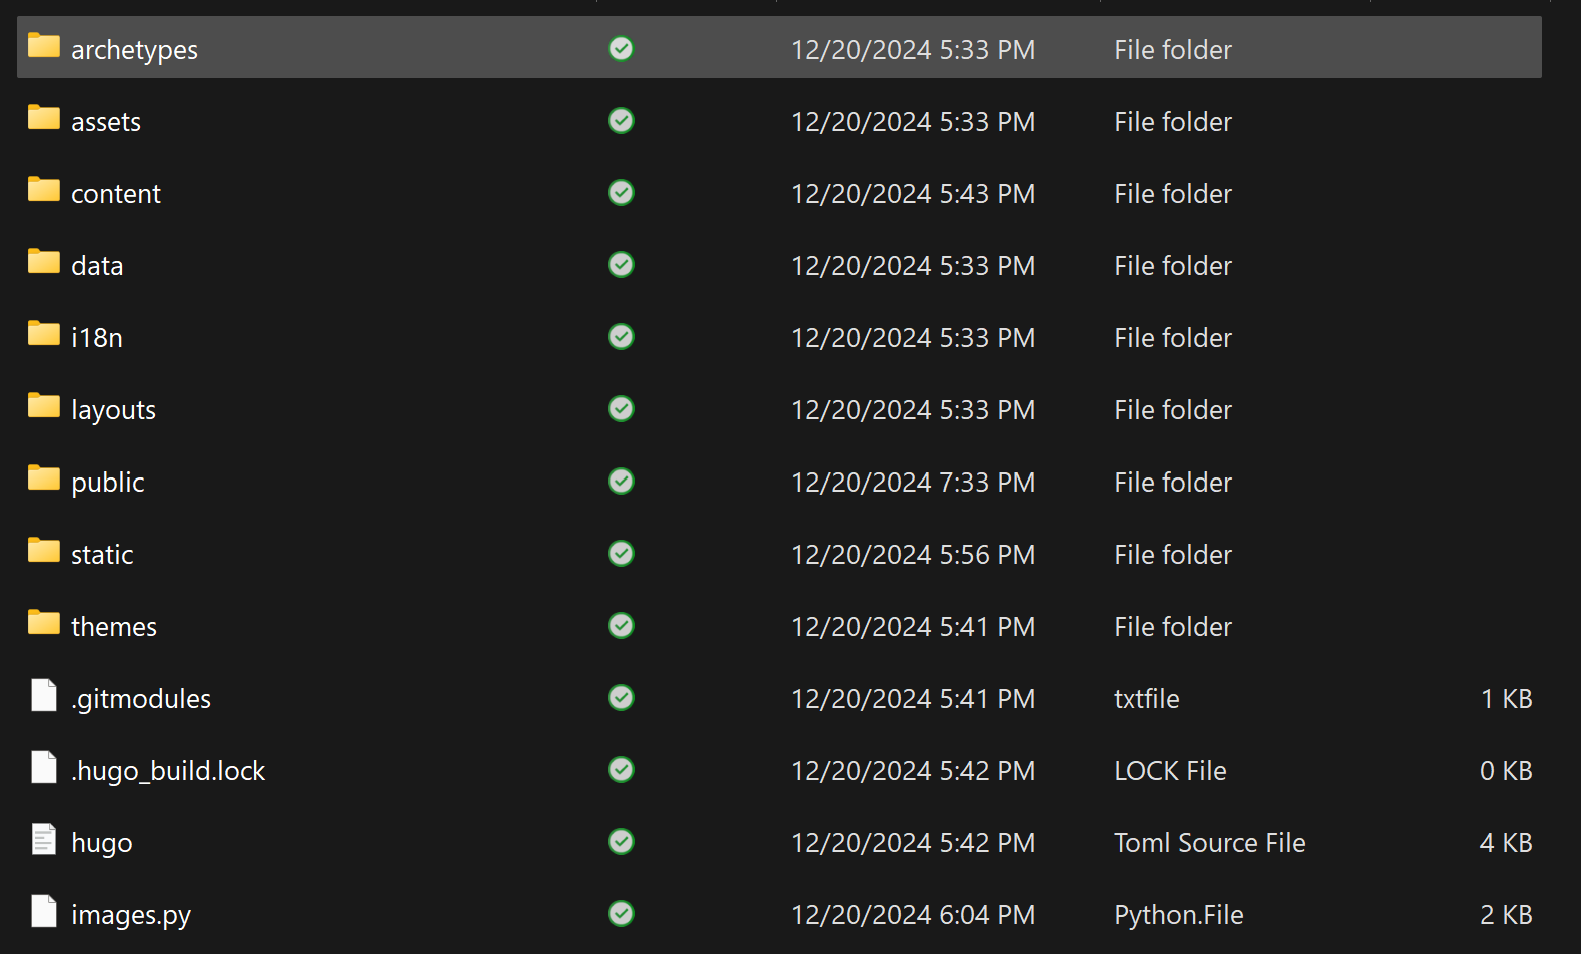 archetypes 12/20/2024 5:33 PM File folder
assets 12/20/2024 5:33 PM File folder
content 12/20/2024 5:43 PM File folder
data 12/20/2024 5:33 PM File folder
i18n 12/20/2024 5:33 PM File folder
layouts 12/20/2024 5:33 PM File folder
public 12/20/2024 7:33 PM File folder
static 12/20/2024 5:56 PM File folder
themes 12/20/2024 5:41 PM File folder
.gitmodules 12/20/2024 5:41 PM txtfile 1 KB
.hugo_build.lock 12/20/2024 5:42 PM LOCK File 0 KB
hugo 12/20/2024 5:42 PM Toml Source File 4 KB
images.py 12/20/2024 6:04 PM Python.File 2 KB